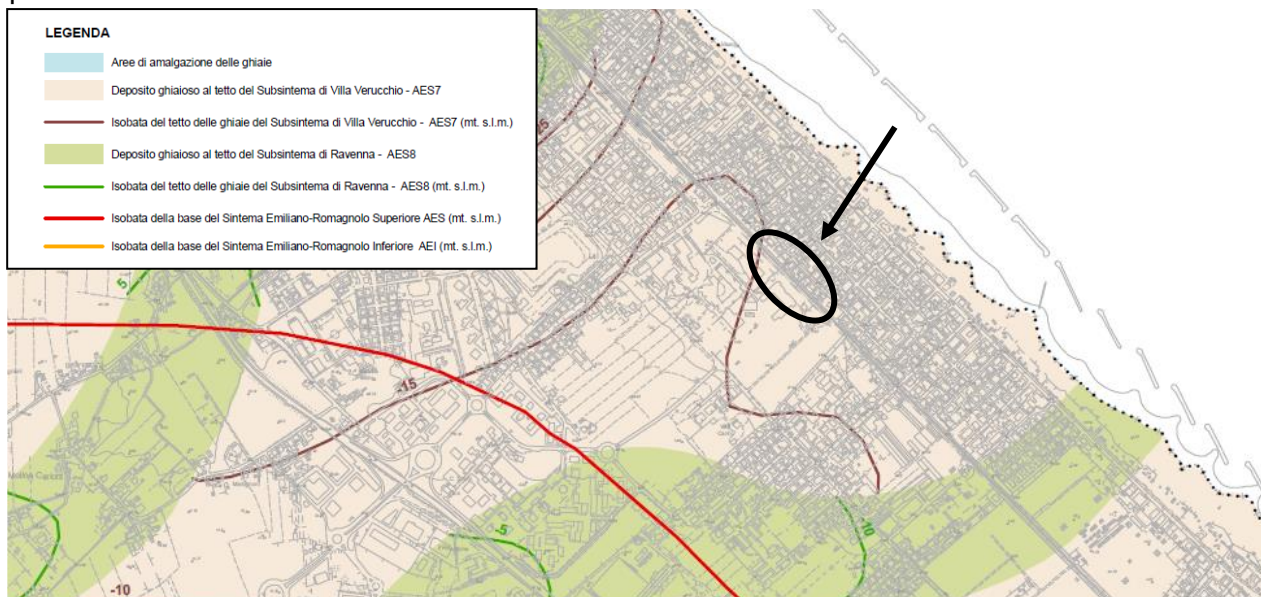 LEGENDA
Aree di amalgazione delle ghiaie
Deposito ghiaioso al tetto del Subsintema di Villa Verucchio - AES7
Isobata del tetto delle ghiaie del Subsintema di Villa Verucchio - AES7 (mt. s.l.m.)
Deposito ghiaioso al tetto del Subsintema di Ravenna - AES8
Isobata del tetto delle ghiaie del Subsintema di Ravenna - AES8 (mt. s.l.m.)
Isobata della base del Sintema Emiliano-Romagnolo Superiore AES (mt. s.l.m.)
Isobata della base del Sintema Emiliano-Romagnolo Inferiore AEI (mt. s.l.m.)
-25
5
-15
-5
-10
-10